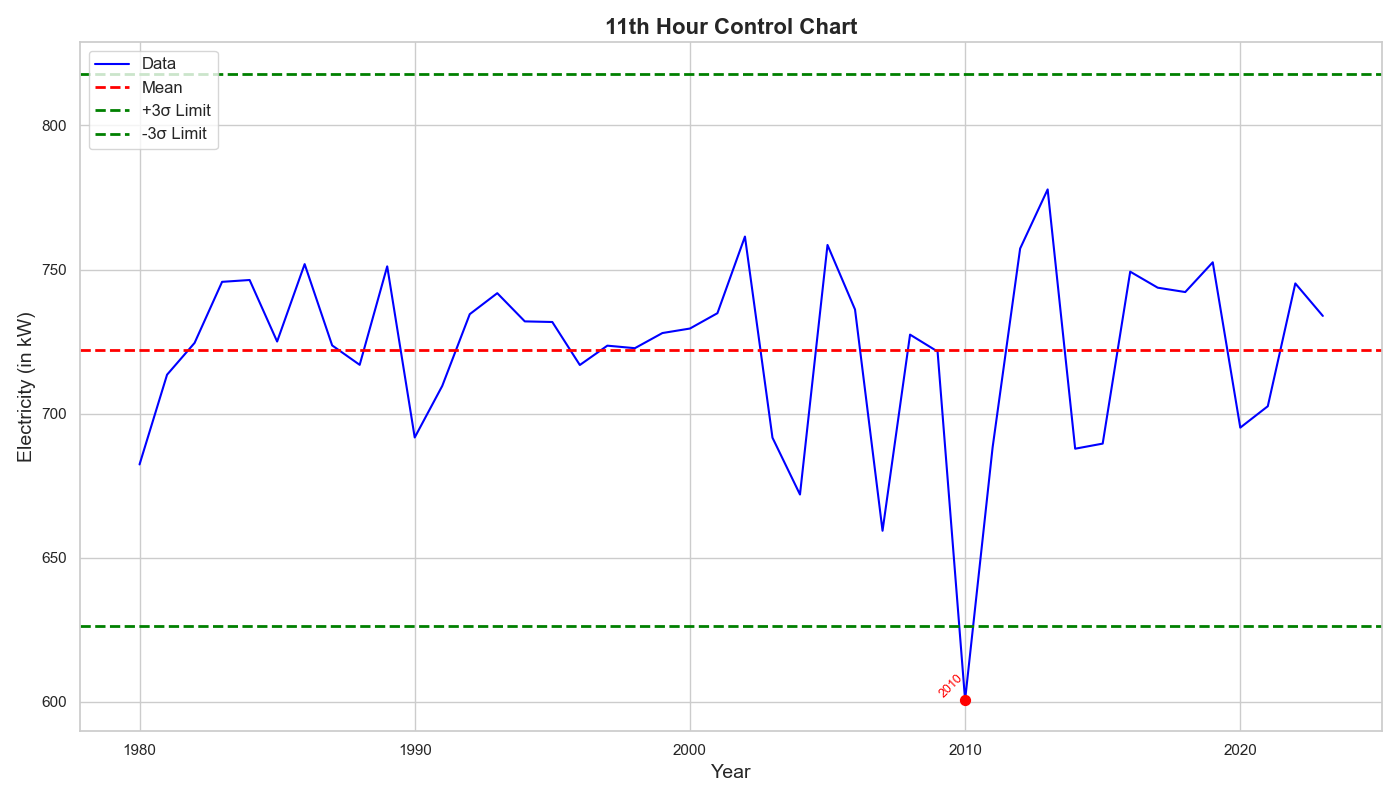 11th Hour Control Chart
Data
Mean
+3σ Limit
-3σ Limit
800
750
700
650
600
Electricity (in kW)
2010
1980
1990
2000
2010
2020
Year